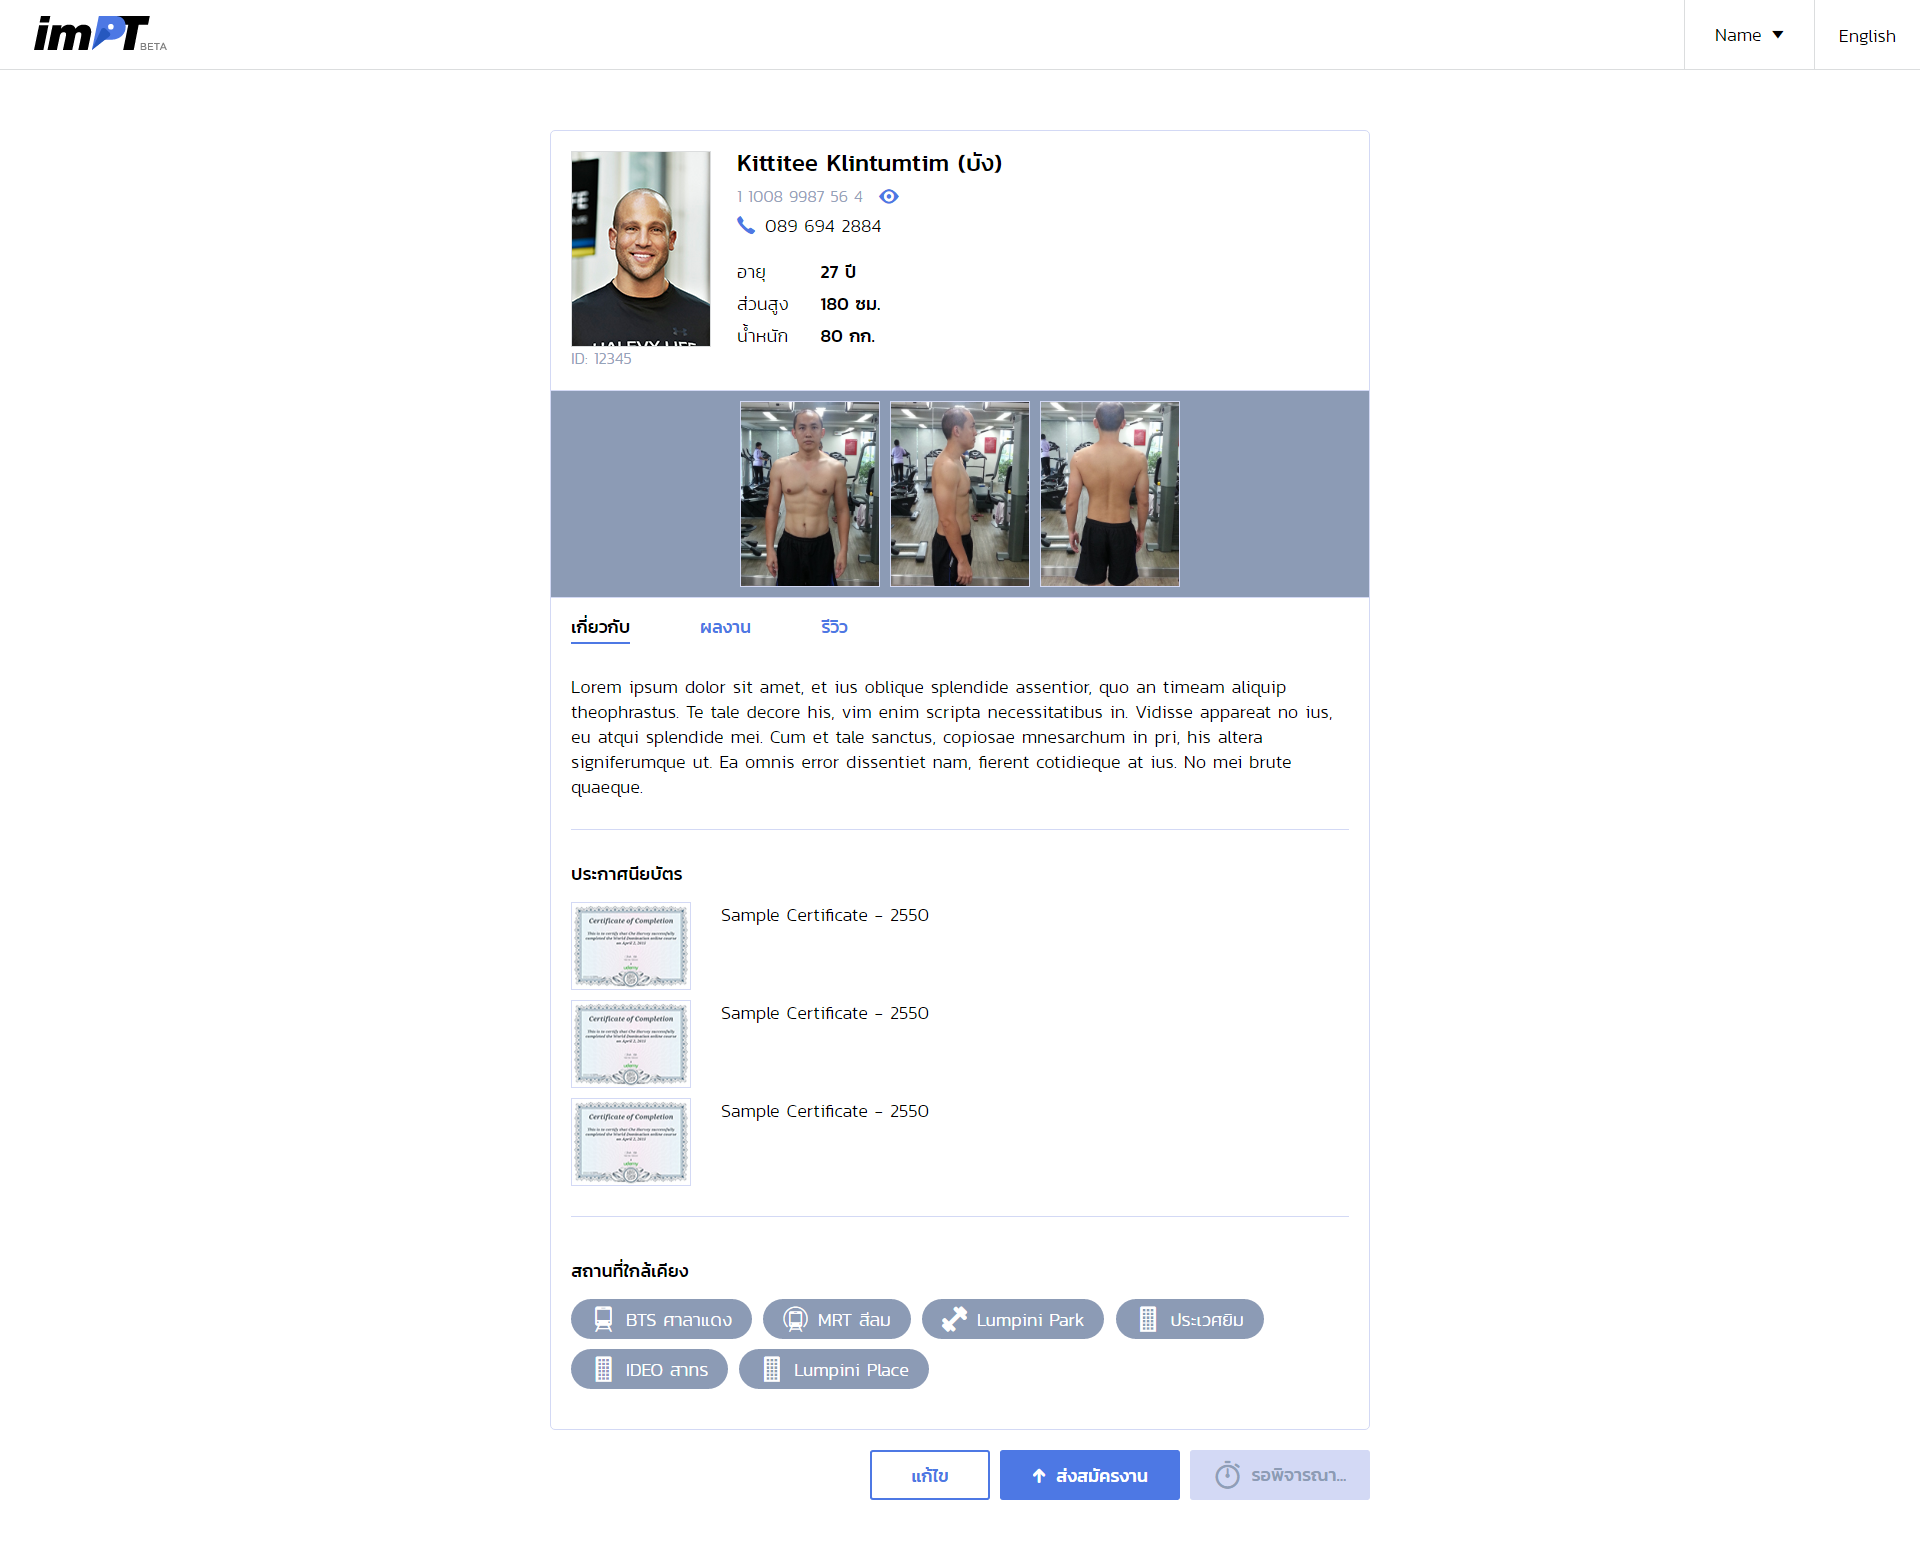 imPT BETA
Name
English
Kittitee Klintumtim (บัง)
1 1008 9987 56 4
089 694 2884
อายุ 27 ปี
ส่วนสูง 180 ซม.
น้ำหนัก 80 กก.
ID: 12345
เกี่ยวกับ ผลงาน รีวิว
Lorem ipsum dolor sit amet, et ius oblique splendide assentior, quo an timeam aliquip
theophrastus. Te tale decore his, vim enim scripta necessitatibus in. Vidisse appareat no ius,
eu atqui splendide mei. Cum et tale sanctus, copiosae mnesarchum in pri, his altera
signiferumque ut. Ea omnis error dissentiet nam, fierent cotidieque at ius. No mei brute
quaeque.
ประกาศนียบัตร
Certificate of Completion
Sample Certificate - 2550
Certificate of Completion
Sample Certificate - 2550
Certificate of Completion
Sample Certificate - 2550
สถานที่ใกล้เคียง
BTS ศาลาแดง MRT สีลม Lumpini Park ประเวศยิม
IDEO สาทร Lumpini Place
แก้ไข ส่งสมัครงาน รอพิจารณา...